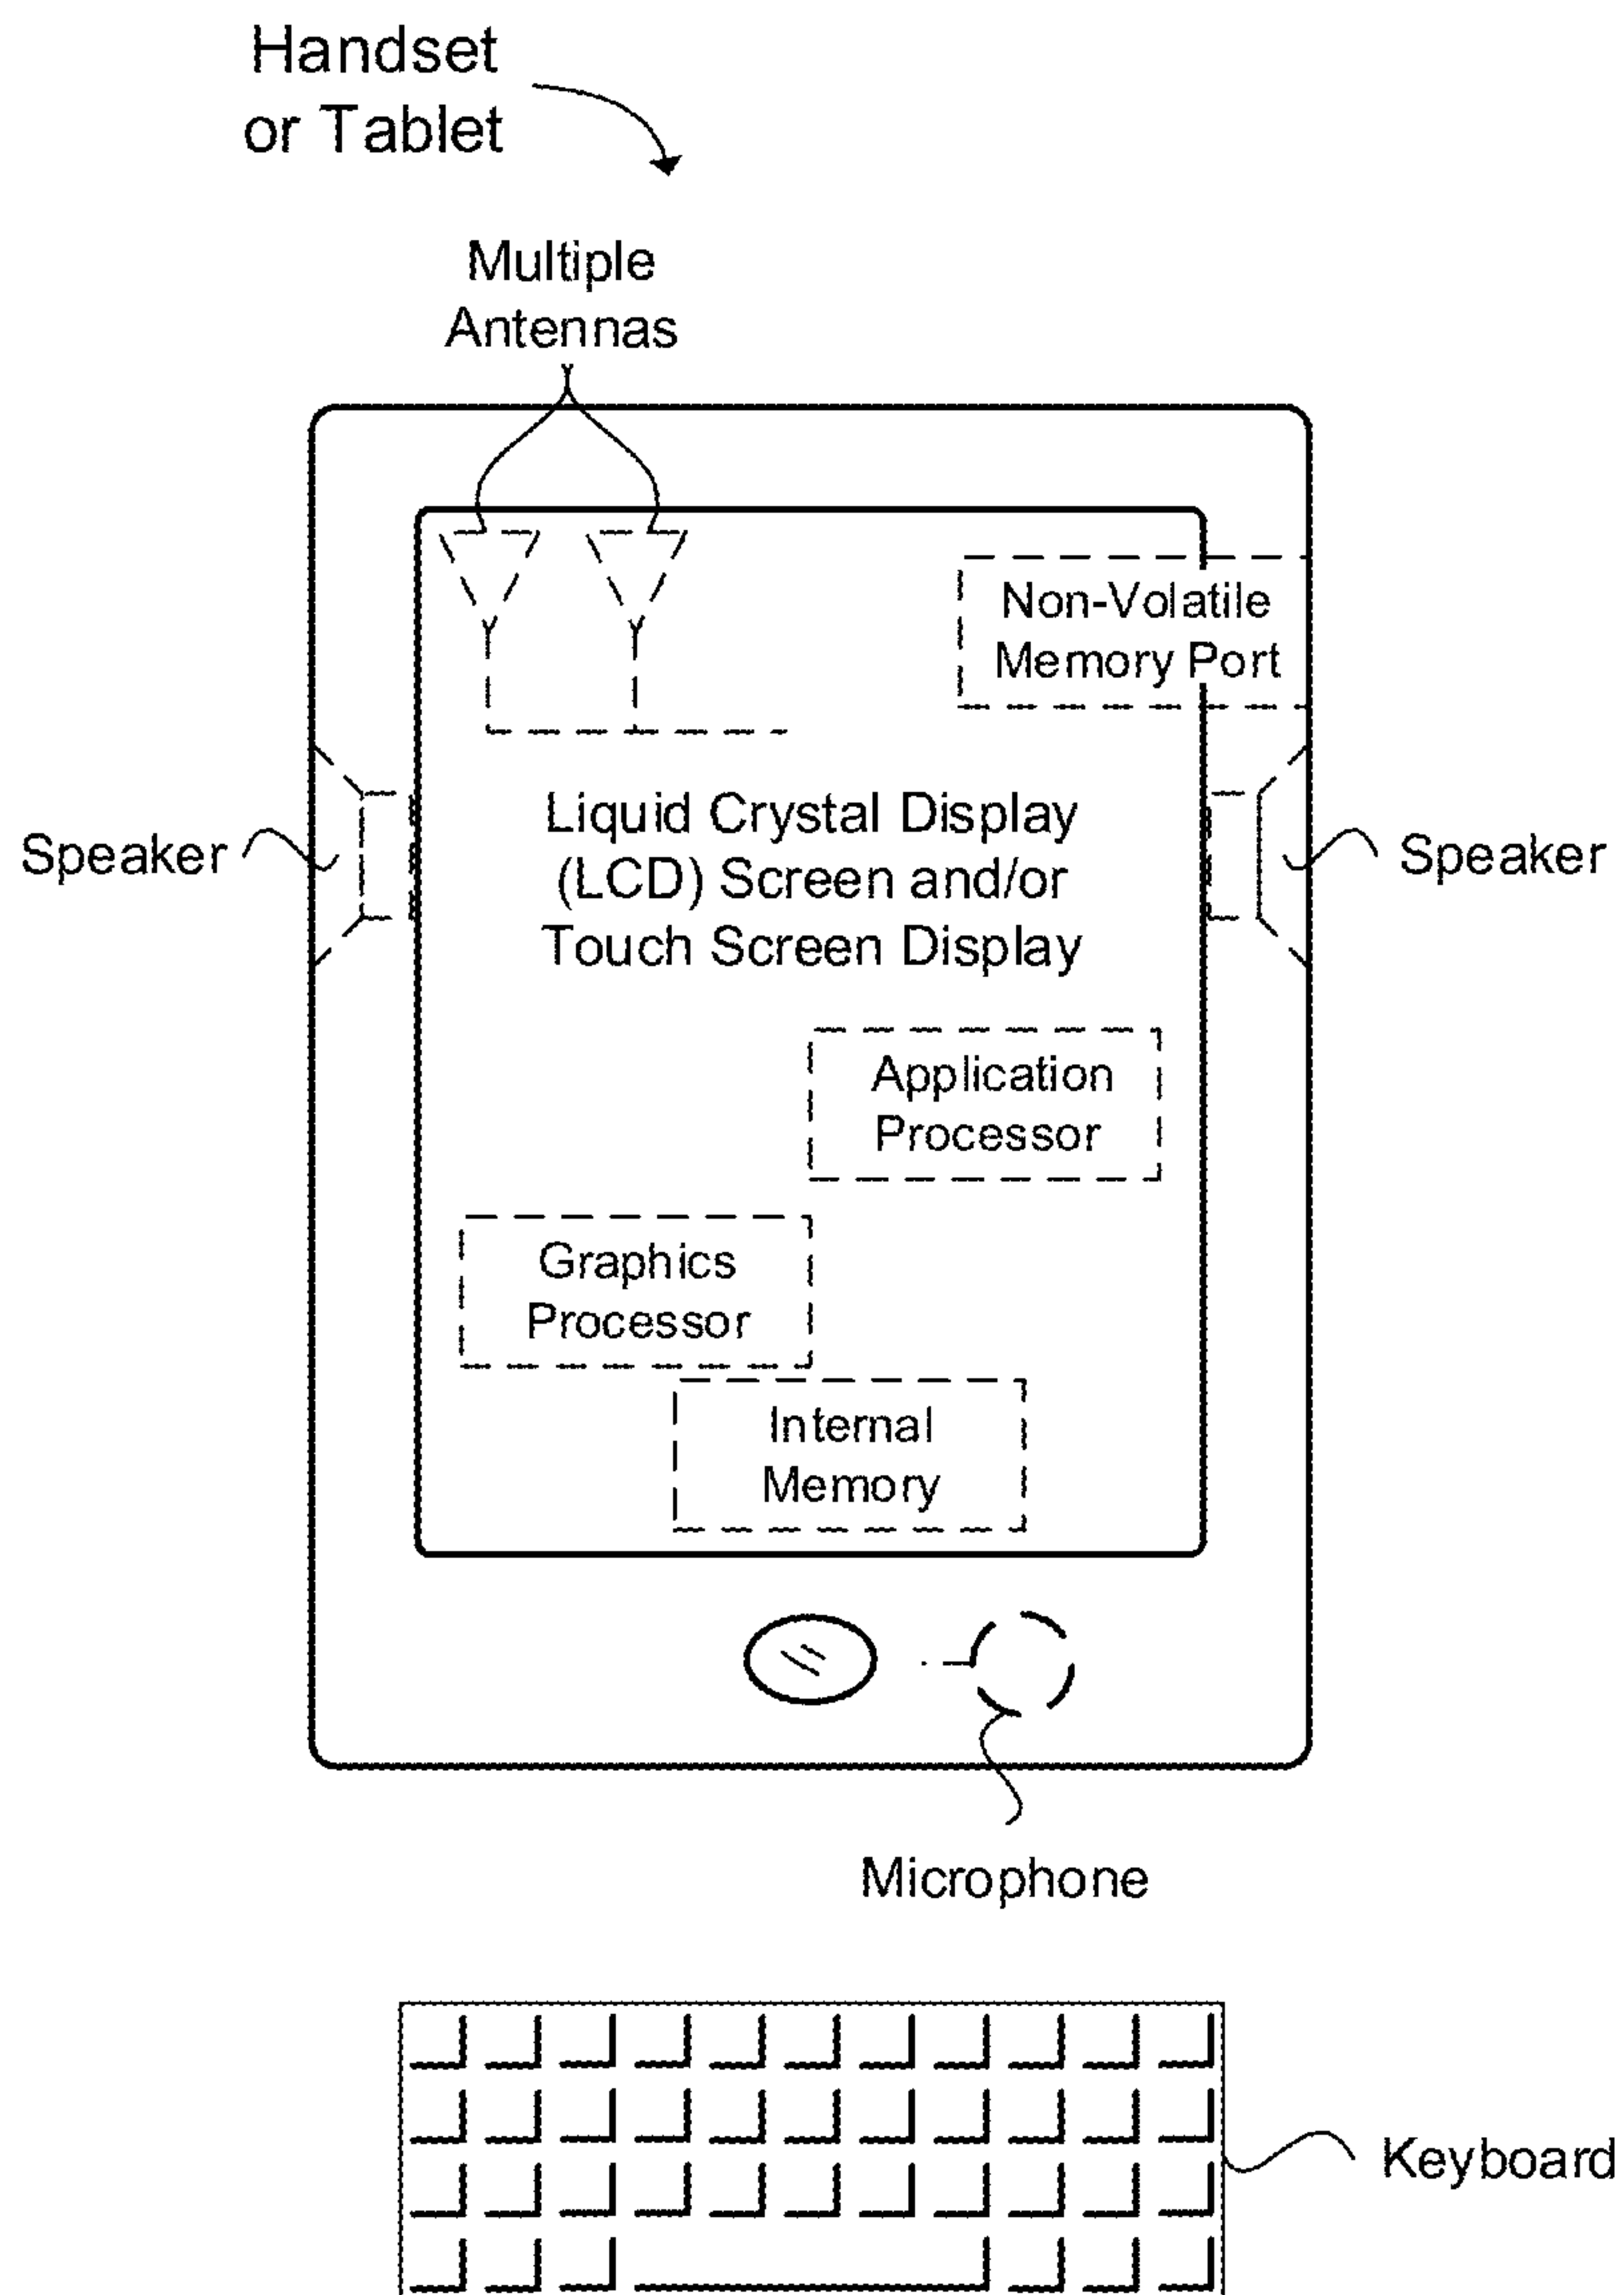 Handset
or Tablet
Multiple
Antennas
Non-Volatile
Memory Port
Speaker
Liquid Crystal Display
(LCD) Screen and/or
Touch Screen Display
Speaker
Application
Processor
Graphics
Processor
Internal
Memory
Microphone
Keyboard